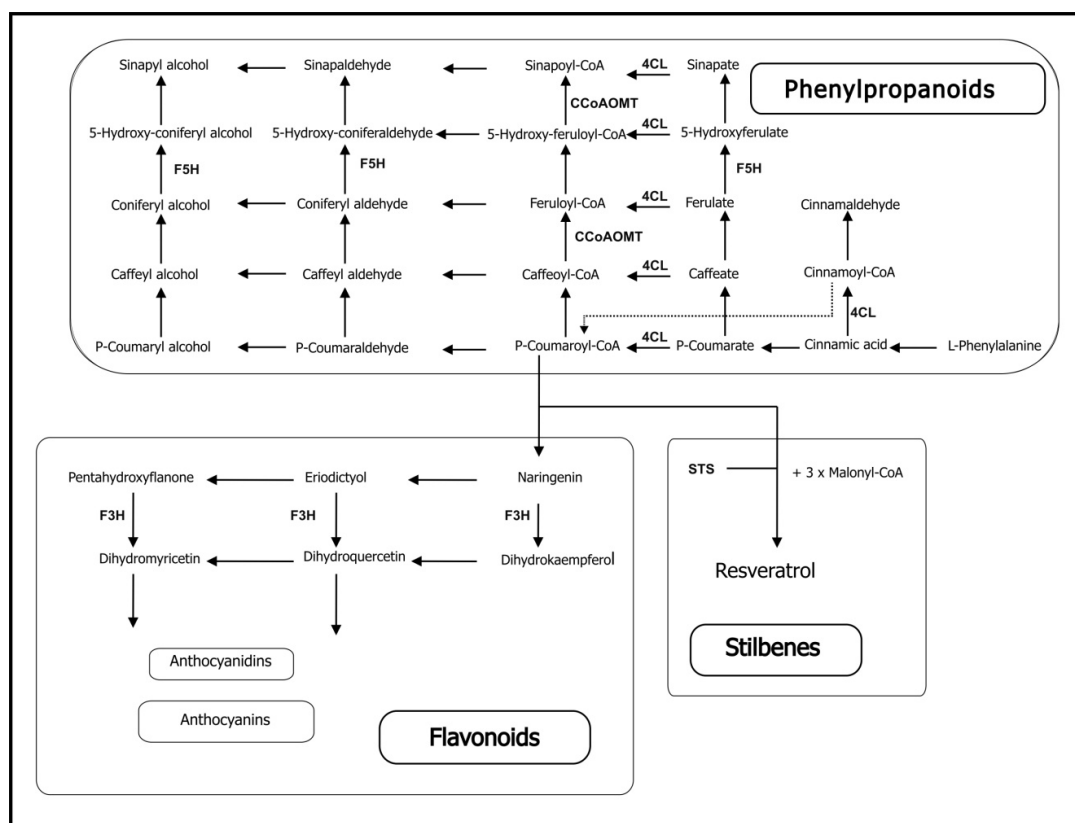 Sinapyl alcohol Sinapaldehyde Sinapoyl-CoA 4CL Sinapate
Phenylpropanoids
CCoAOMT
5-Hydroxy-coniferyl alcohol 5-Hydroxy-coniferaldehyde 5-Hydroxy-feruloyl-CoA 4CL 5-Hydroxyferulate
F5H F5H F5H
Coniferyl alcohol Coniferyl aldehyde Feruloyl-CoA 4CL Ferulate Cinnamaldehyde
CCoAOMT
Caffeyl alcohol Caffeyl aldehyde Caffeoyl-CoA 4CL Caffeate Cinnamoyl-CoA
4CL
P-Coumaryl alcohol P-Coumaraldehyde P-Coumaroyl-CoA 4CL P-Coumarate Cinnamic acid L-Phenylalanine
Pentahydroxyflanone Eriodictyol Naringenin
F3H F3H F3H
Dihydromyricetin Dihydroquercetin Dihydrokaempferol
Anthocyanidins
Anthocyanins
Flavonoids
STS + 3 x Malonyl-CoA
Resveratrol
Stilbenes